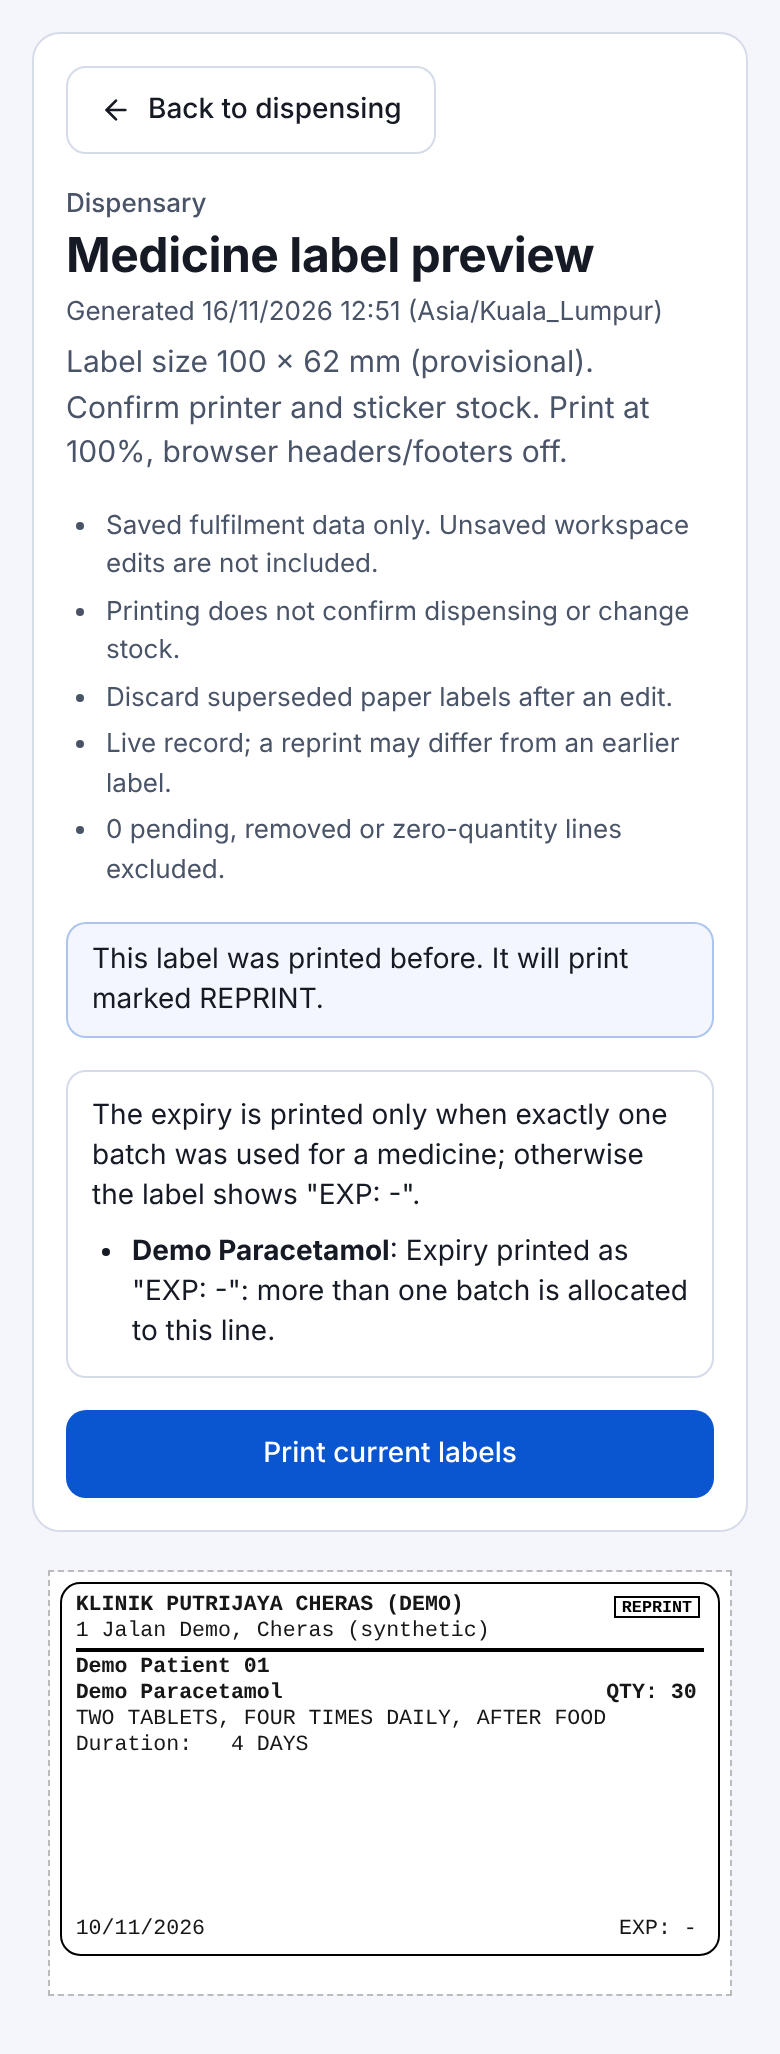 Back to dispensing
Dispensary
Medicine label preview
Generated 16/11/2026 12:51 (Asia/Kuala_Lumpur)
Label size 100 × 62 mm (provisional).
Confirm printer and sticker stock. Print at
100%, browser headers/footers off.
• Saved fulfilment data only. Unsaved workspace
edits are not included.
• Printing does not confirm dispensing or change
stock.
• Discard superseded paper labels after an edit.
• Live record; a reprint may differ from an earlier
label.
• 0 pending, removed or zero-quantity lines
excluded.
This label was printed before. It will print
marked REPRINT.
The expiry is printed only when exactly one
batch was used for a medicine; otherwise
the label shows "EXP: -".
• Demo Paracetamol: Expiry printed as
"EXP: -": more than one batch is allocated
to this line.
Print current labels
KLINIK PUTRIJAYA CHERAS (DEMO) REPRINT
1 Jalan Demo, Cheras (synthetic)
Demo Patient 01
Demo Paracetamol QTY: 30
TWO TABLETS, FOUR TIMES DAILY, AFTER FOOD
Duration: 4 DAYS
10/11/2026 EXP: -